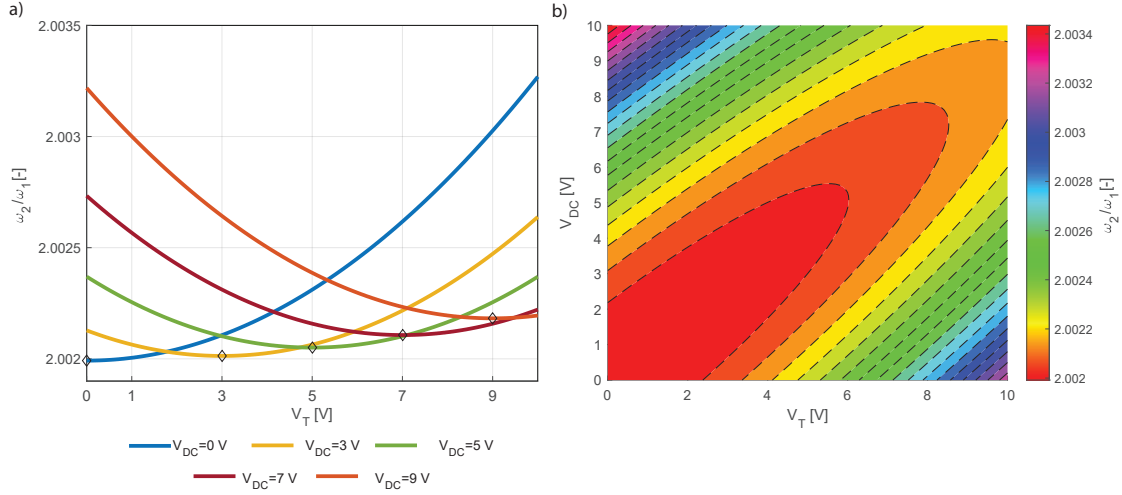 a)
2.0035
2.003
2.0025
2.002
ω2/ω1 [-]
0 1 3 5 7 9
VT [V]
VDC=0 V VDC=3 V VDC=5 V
VDC=7 V VDC=9 V
b)
10
9
8
7
6
5
4
3
2
1
0
VDC [V]
0 2 4 6 8 10
VT [V]
2.0034
2.0032
2.003
2.0028
2.0026
2.0024
2.0022
2.002
ω2/ω1 [-]